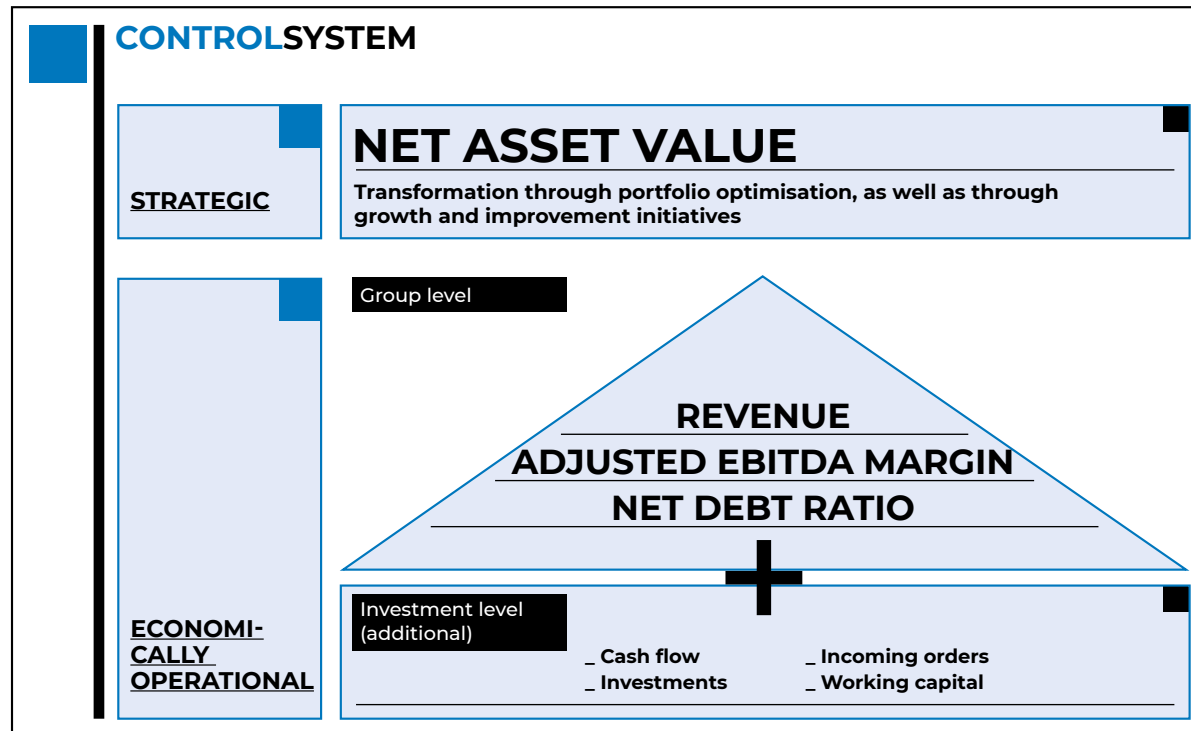 CONTROLSYSTEM
STRATEGIC
NET ASSET VALUE
Transformation through portfolio optimisation, as well as through
growth and improvement initiatives
Group level
REVENUE
ADJUSTED EBITDA MARGIN
NET DEBT RATIO
ECONOMI-
CALLY
OPERATIONAL
Investment level
(additional)
_ Cash flow
_ Investments
_ Incoming orders
_ Working capital